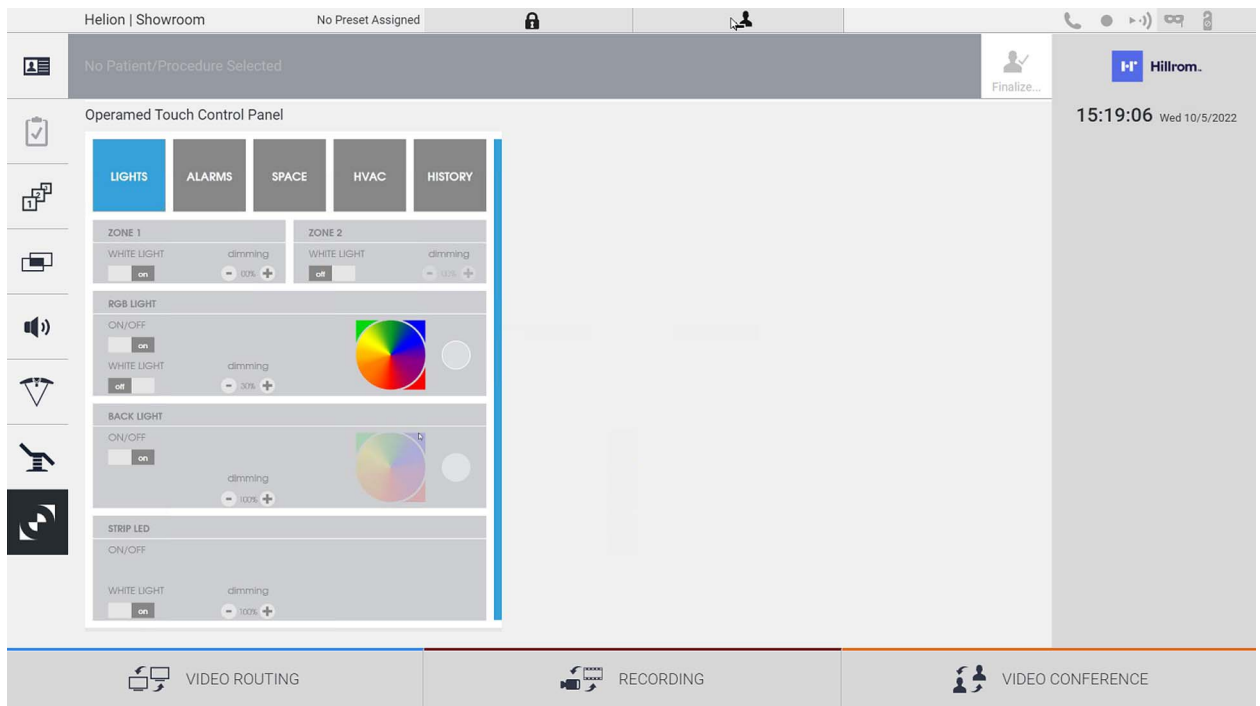 Helion | Showroom
No Preset Assigned
No Patient/Procedure Selected
Finalize...
Hillrom™
15:19:06 Wed 10/5/2022
Operamed Touch Control Panel
LIGHTS ALARMS SPACE HVAC HISTORY
ZONE 1
WHITE LIGHT dimming
on - 00% +
ZONE 2
WHITE LIGHT dimming
off
RGB LIGHT
ON/OFF
on
WHITE LIGHT dimming
off - 30% +
BACK LIGHT
ON/OFF
on
dimming
- 100% +
STRIP LED
ON/OFF
WHITE LIGHT dimming
on - 100% +
VIDEO ROUTING
RECORDING
VIDEO CONFERENCE